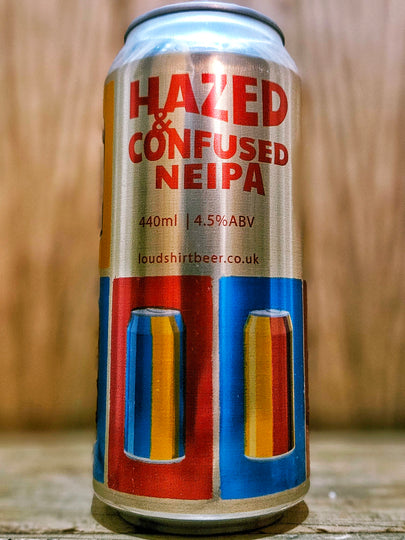 HAZED
&
CONFUSED
NEIPA
440ml | 4.5%ABV
loudshirtbeer.co.uk